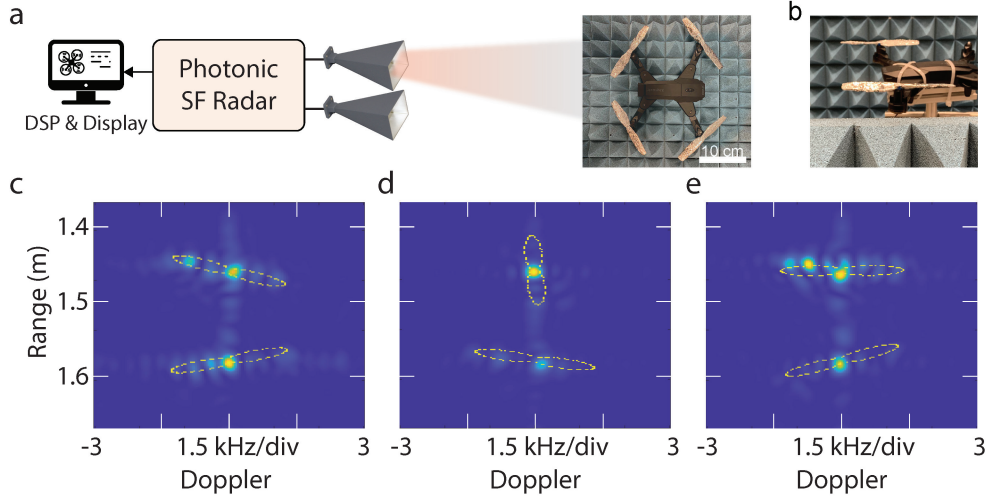 a
b
Photonic
SF Radar
DSP & Display
10 cm
c
d
e
Range (m)
1.4
1.5
1.6
-3
1.5 kHz/div
3
Doppler
-3
1.5 kHz/div
3
Doppler
-3
1.5 kHz/div
3
Doppler